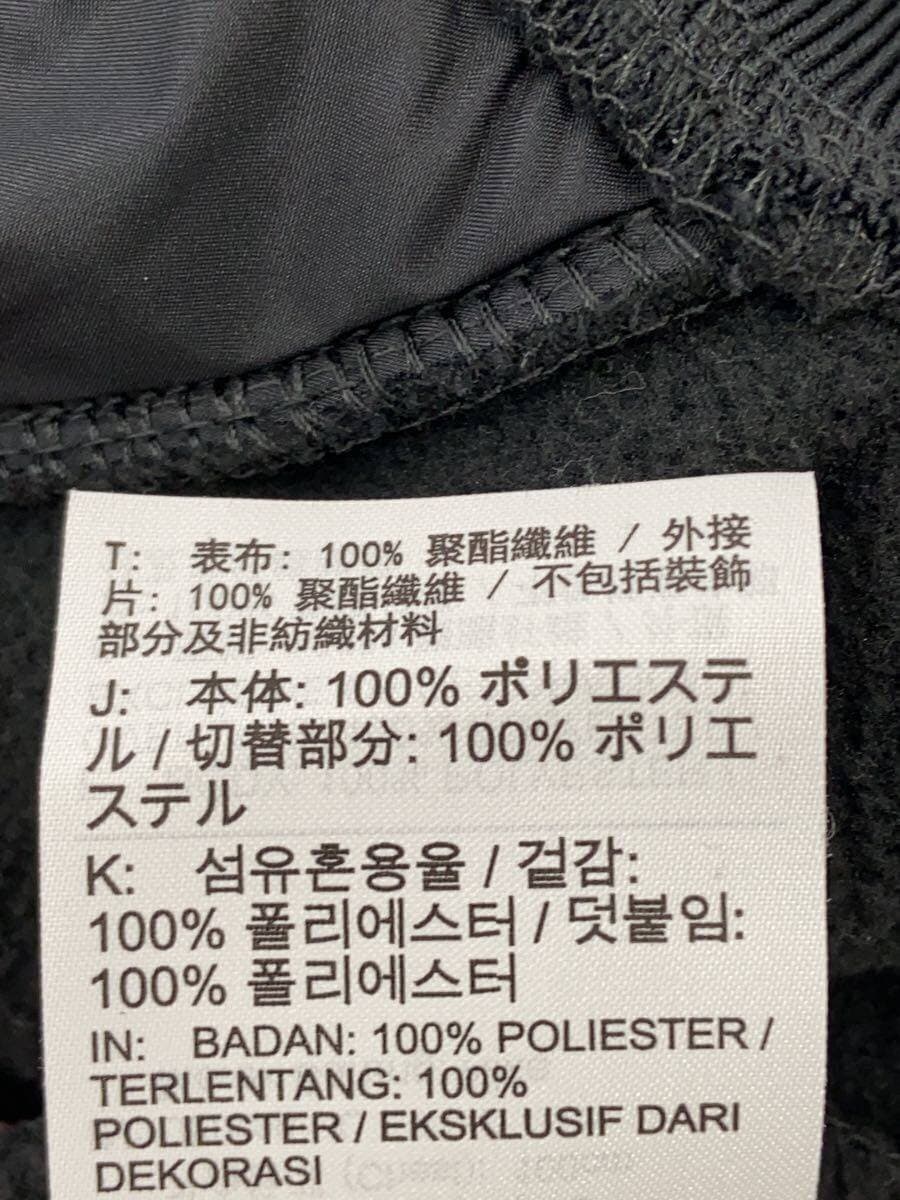 T: 表布: 100% 聚酯纖維 / 外接
片: 100% 聚酯纖維 / 不包括裝飾
部分及非紡織材料
J: 本体: 100% ポリエステ
ル / 切替部分: 100% ポリエ
ステル
K: 섬유혼용율 / 겉감:
100% 폴리에스터 / 덧붙임:
100% 폴리에스터
IN: BADAN: 100% POLIESTER /
TERLENTANG: 100%
POLIESTER / EKSKLUSIF DARI
DEKORASI